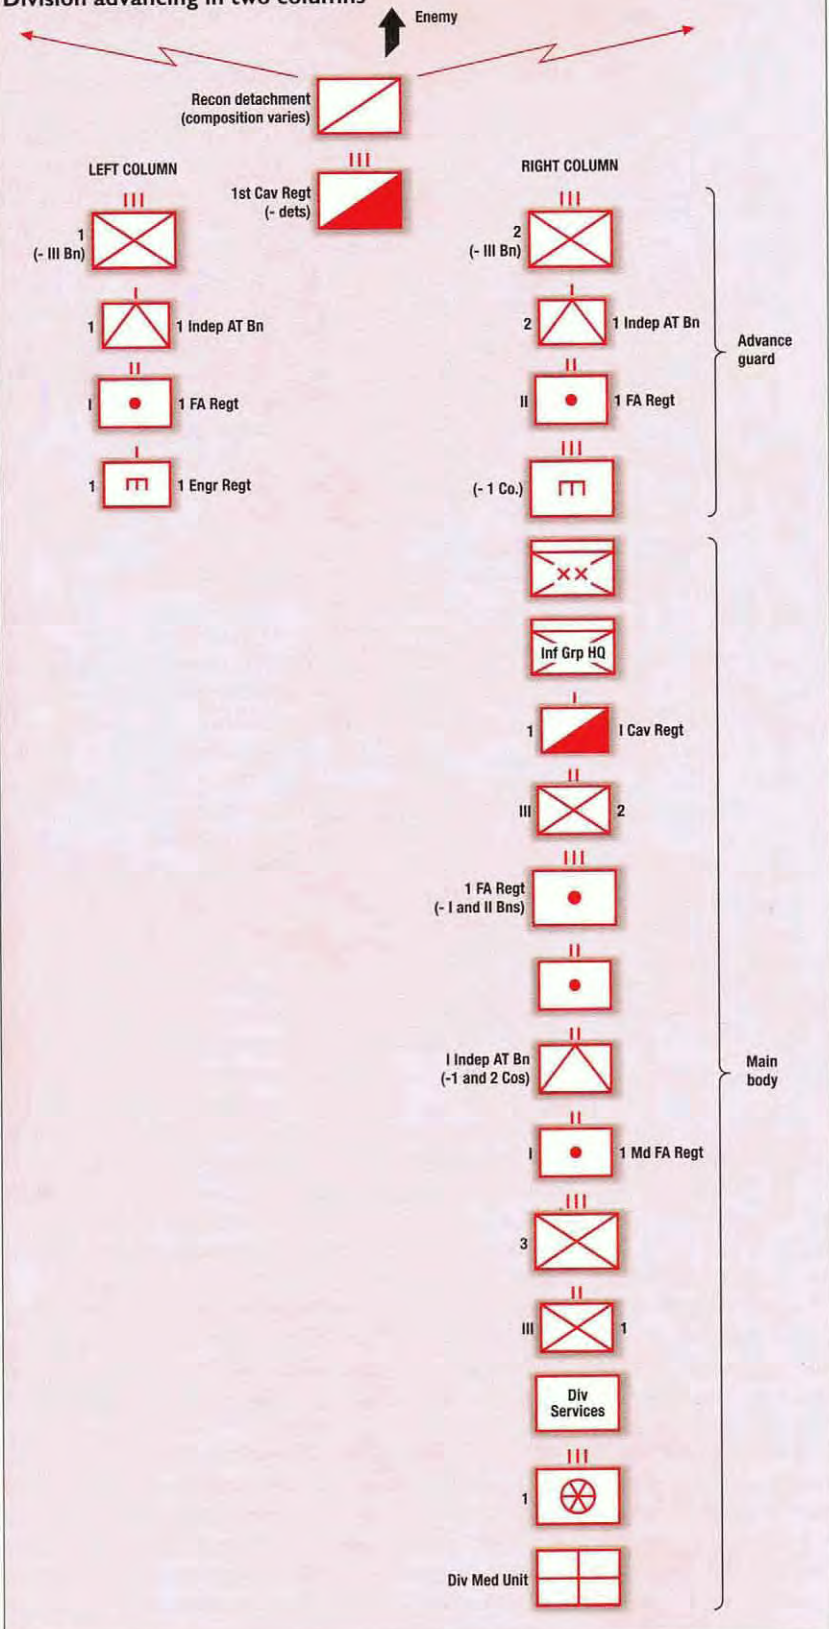 Division advancing in two columns
Enemy
Recon detachment
(composition varies)
LEFT COLUMN
III
1st Cav Regt
(- dets)
RIGHT COLUMN
III
1
(- III Bn)
III
2
(- III Bn)
I
1
1 Indep AT Bn
I
2
1 Indep AT Bn
Advance
guard
II
I
1 FA Regt
II
II
1 FA Regt
I
1
1 Engr Regt
III
(- 1 Co.)
XX
Inf Grp HQ
I
1
I Cav Regt
II
III
2
III
1 FA Regt
(- I and II Bns)
II
II
I Indep AT Bn
(-1 and 2 Cos)
Main
body
II
I
1 Md FA Regt
III
3
II
III
1
Div
Services
III
1
Div Med Unit